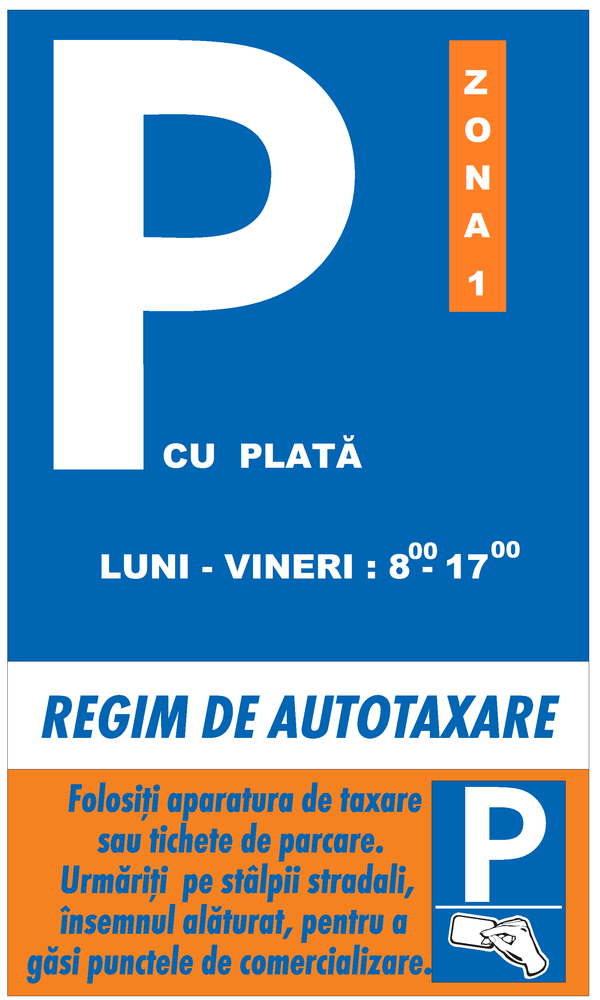 P
ZONA 1
CU PLATĂ
LUNI - VINERI : 8⁰⁰ - 17⁰⁰
REGIM DE AUTOTAXARE
Folosiți aparatura de taxare
sau tichete de parcare.
Urmăriți pe stâlpii stradali,
însemnul alăturat, pentru a
găsi punctele de comercializare.
P